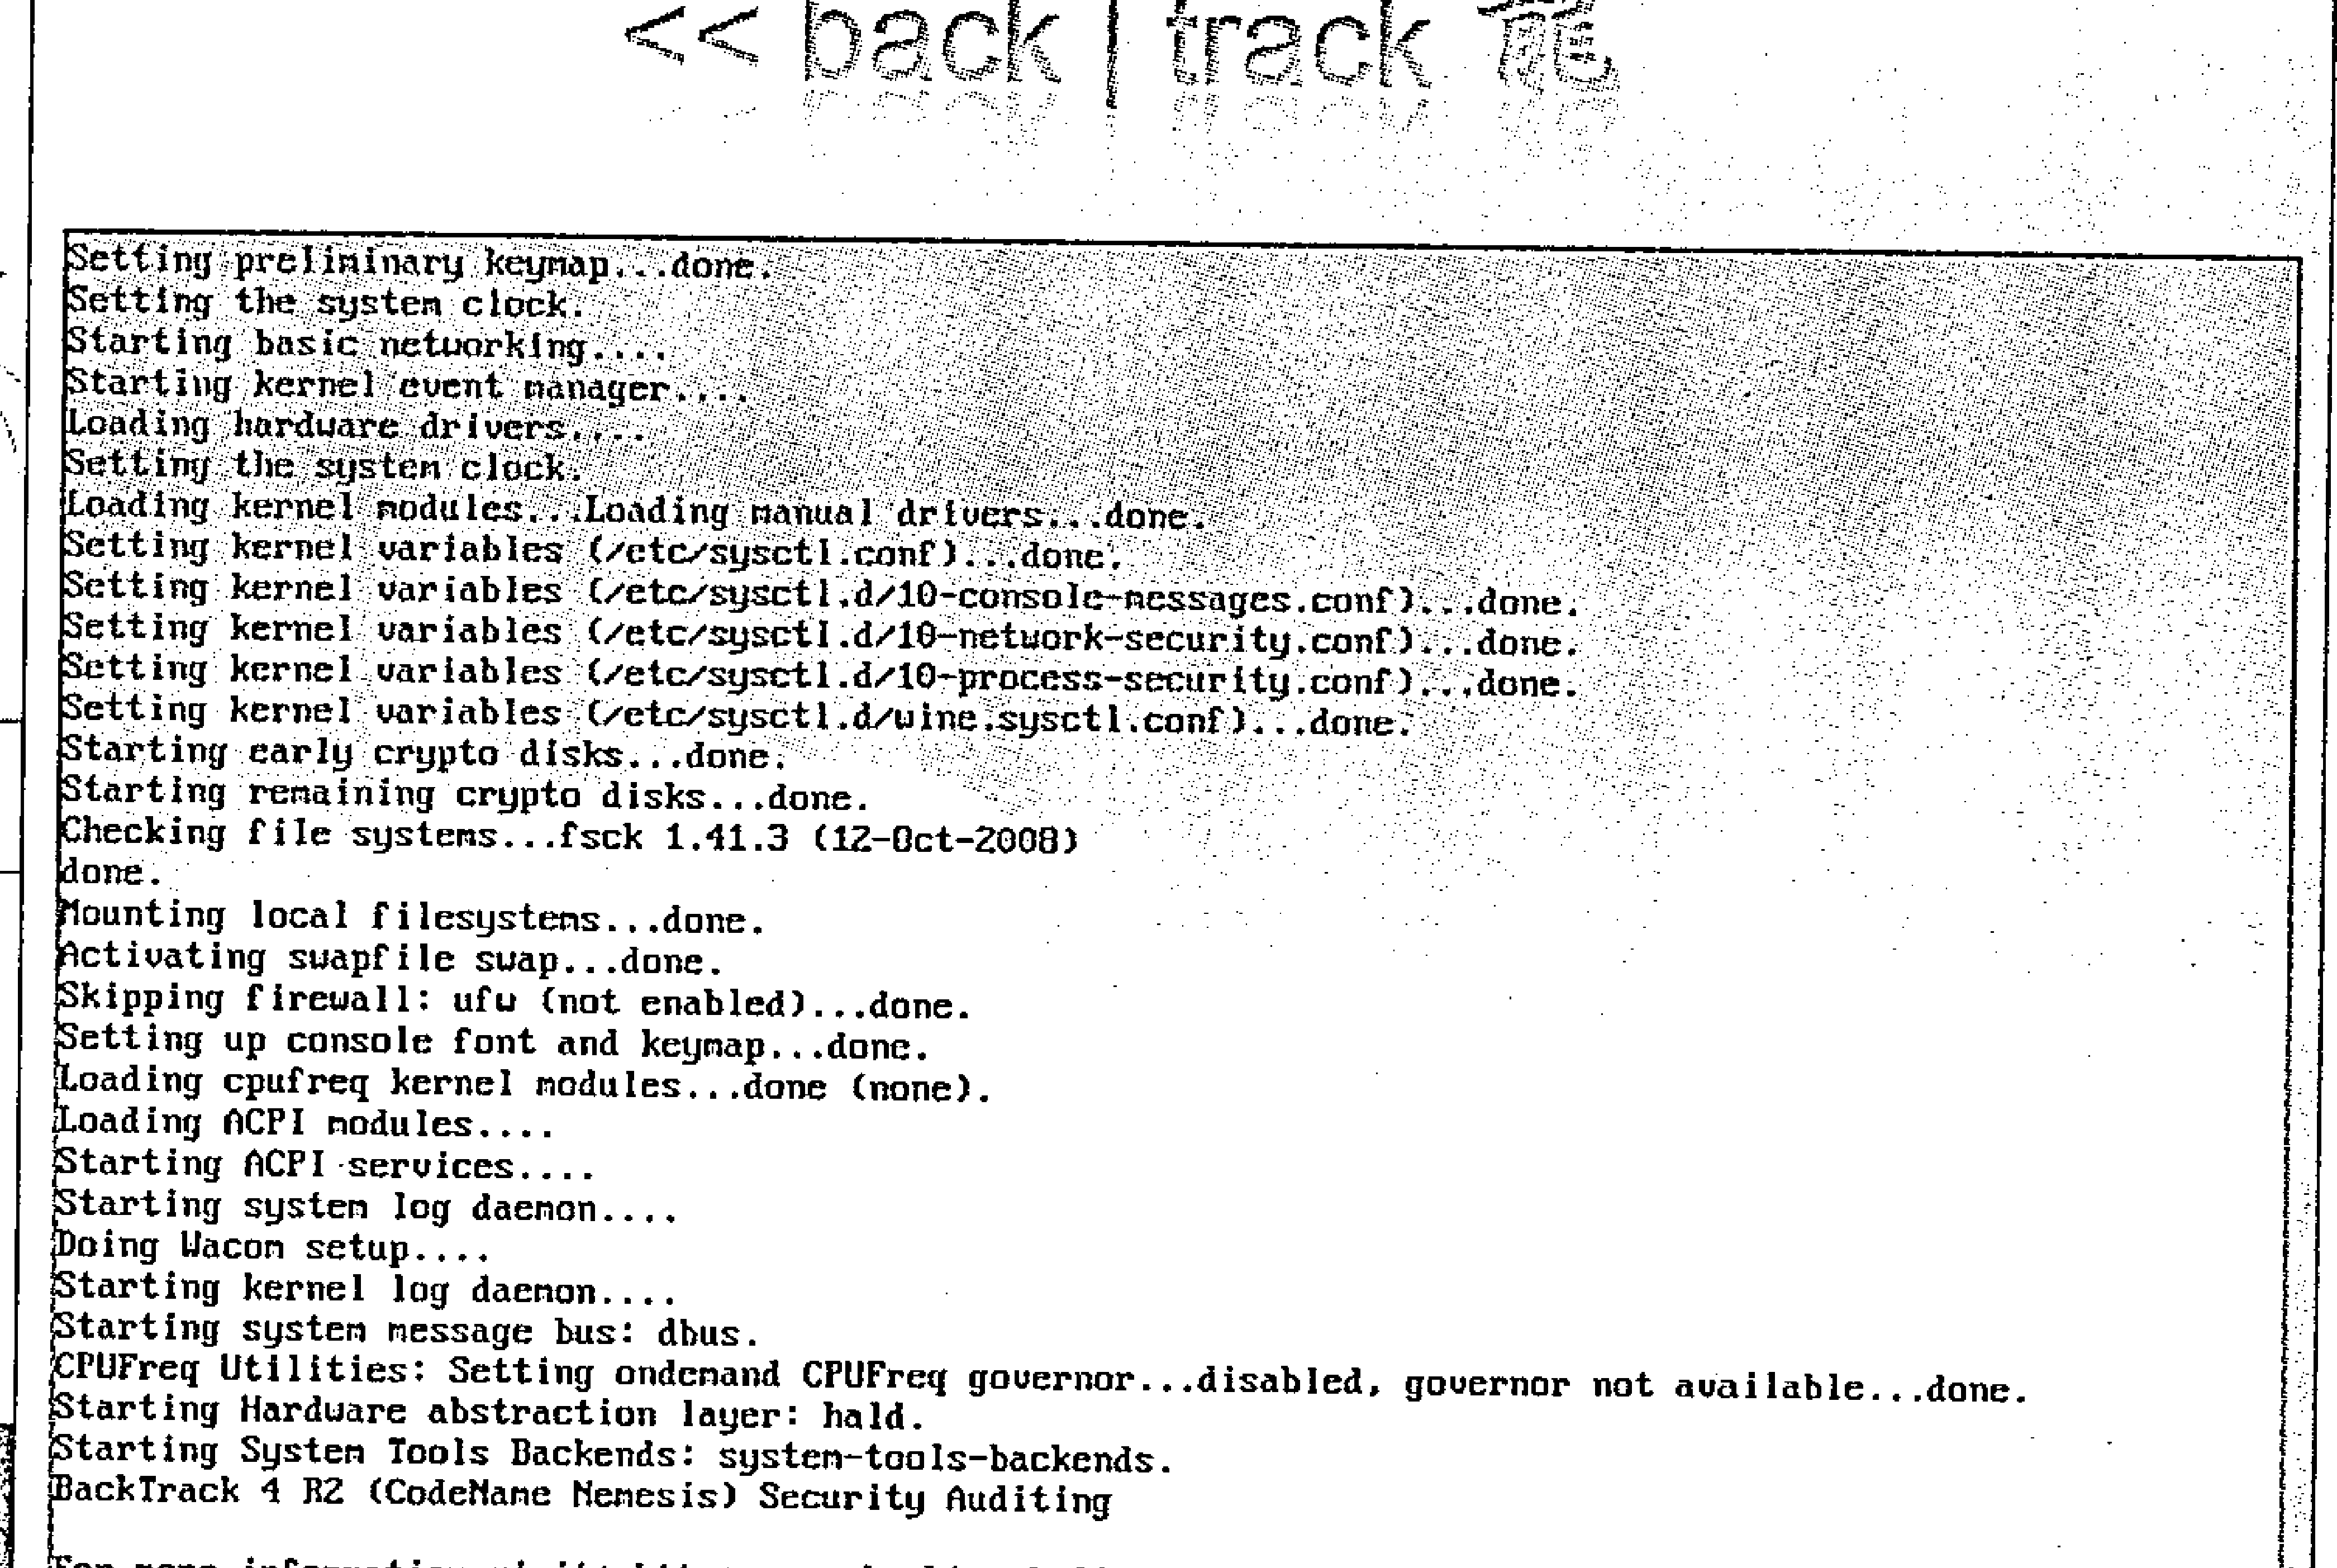 << back | track
Setting preliminary keymap...done.
Setting the system clock.
Starting basic networking....
Starting kernel event manager....
Loading hardware drivers....
Setting the system clock.
Loading kernel modules...Loading manual drivers...done.
Setting kernel variables (/etc/sysctl.conf)...done.
Setting kernel variables (/etc/sysctl.d/10-console-messages.conf)...done.
Setting kernel variables (/etc/sysctl.d/10-network-security.conf)...done.
Setting kernel variables (/etc/sysctl.d/10-process-security.conf)...done.
Setting kernel variables (/etc/sysctl.d/wine.sysctl.conf)...done.
Starting early crypto disks...done.
Starting remaining crypto disks...done.
Checking file systems...fsck 1.41.3 (12-Oct-2008)
done.
Mounting local filesystems...done.
Activating swapfile swap...done.
Skipping firewall: ufw (not enabled)...done.
Setting up console font and keymap...done.
Loading cpufreq kernel modules...done (none).
Loading ACPI modules....
Starting ACPI services....
Starting system log daemon....
Doing Wacom setup....
Starting kernel log daemon....
Starting system message bus: dbus.
CPUFreq Utilities: Setting ondemand CPUFreq governor...disabled, governor not available...done.
Starting Hardware abstraction layer: hald.
Starting System Tools Backends: system-tools-backends.
BackTrack 4 R2 (CodeName Nemesis) Security Auditing
For more information